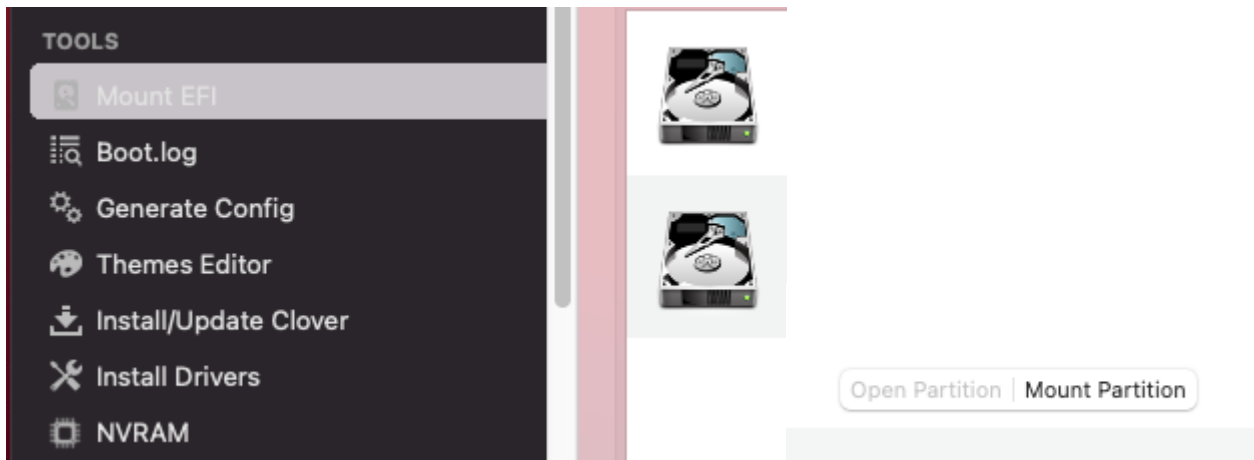 TOOLS
Mount EFI
Boot.log
Generate Config
Themes Editor
Install/Update Clover
Install Drivers
NVRAM
Open Partition | Mount Partition